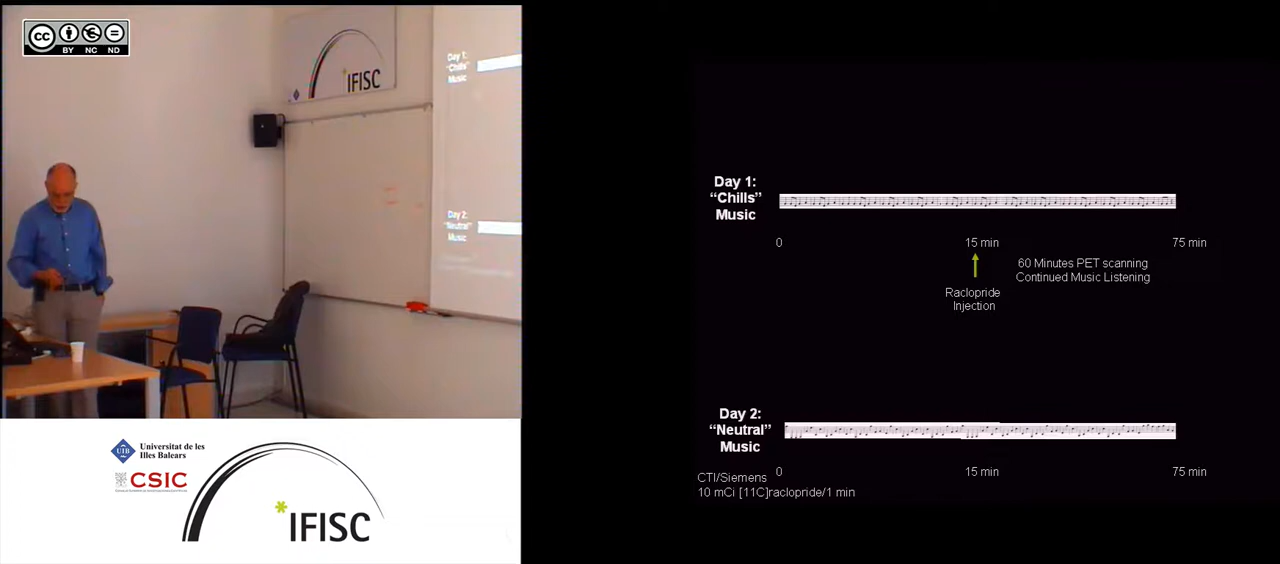 cc
BY NC ND
IFISC
Day 1:
"Chills"
Music
Day 2:
"Neutral"
Music
Universitat de les
Illes Balears
UIB
CSIC
IFISC
Day 1:
“Chills”
Music
0
15 min
75 min
Raclopride
Injection
60 Minutes PET scanning
Continued Music Listening
Day 2:
“Neutral”
Music
0
15 min
75 min
CTI/Siemens
10 mCi [11C]raclopride/1 min